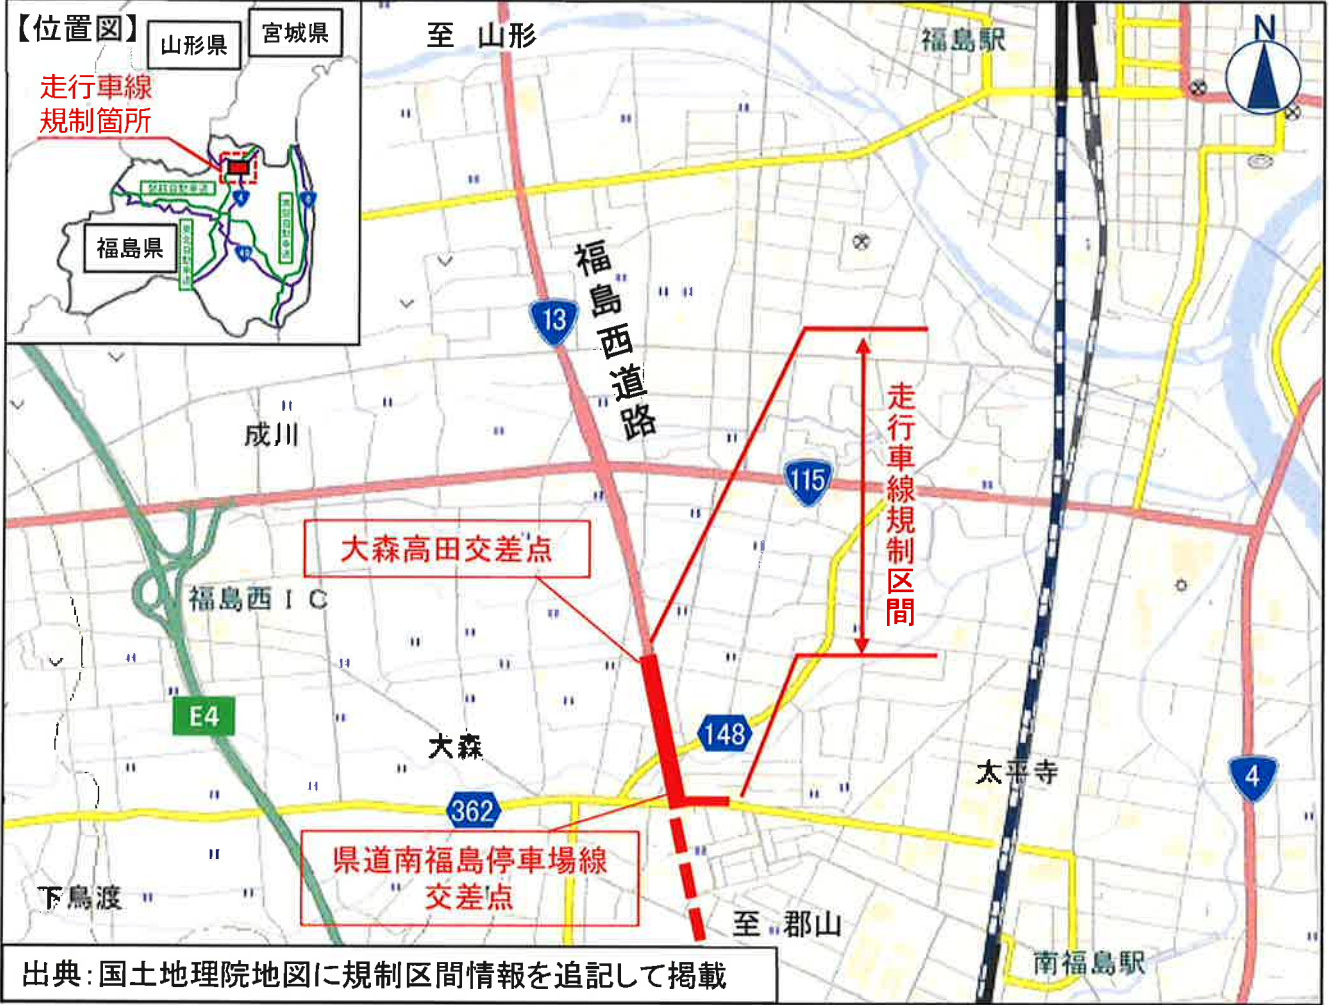 【位置図】
山形県
宮城県
走行車線
規制箇所
福島県
4
至 山形
福島駅
N
福島西道路
13
走行車線規制区間
成川
115
大森高田交差点
福島西IC
E4
148
大森
太平寺
4
362
県道南福島停車場線
交差点
下鳥渡
至 郡山
南福島駅
出典:国土地理院地図に規制区間情報を追記して掲載